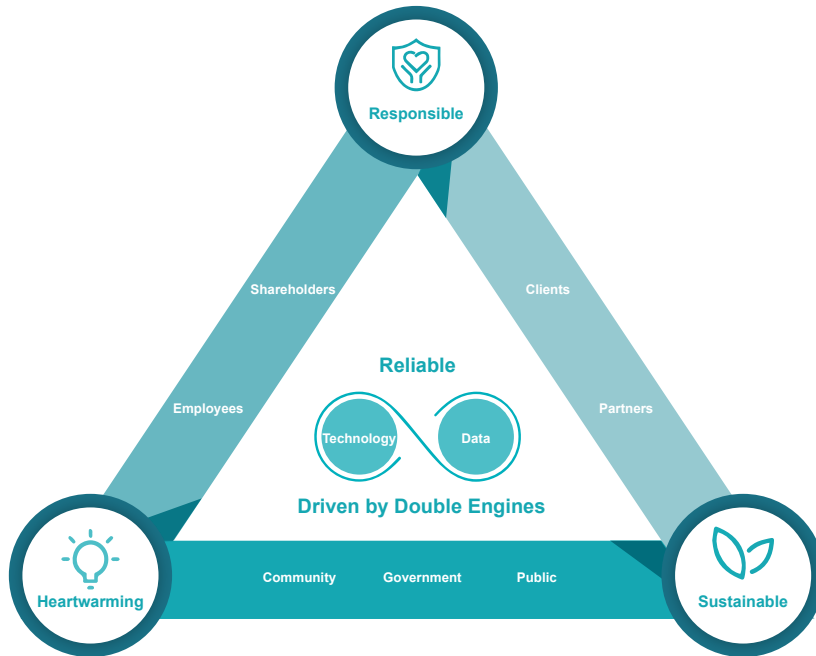 Responsible
Shareholders
Clients
Reliable
Employees
Partners
Technology
Data
Driven by Double Engines
Community
Government
Public
Heartwarming
Sustainable